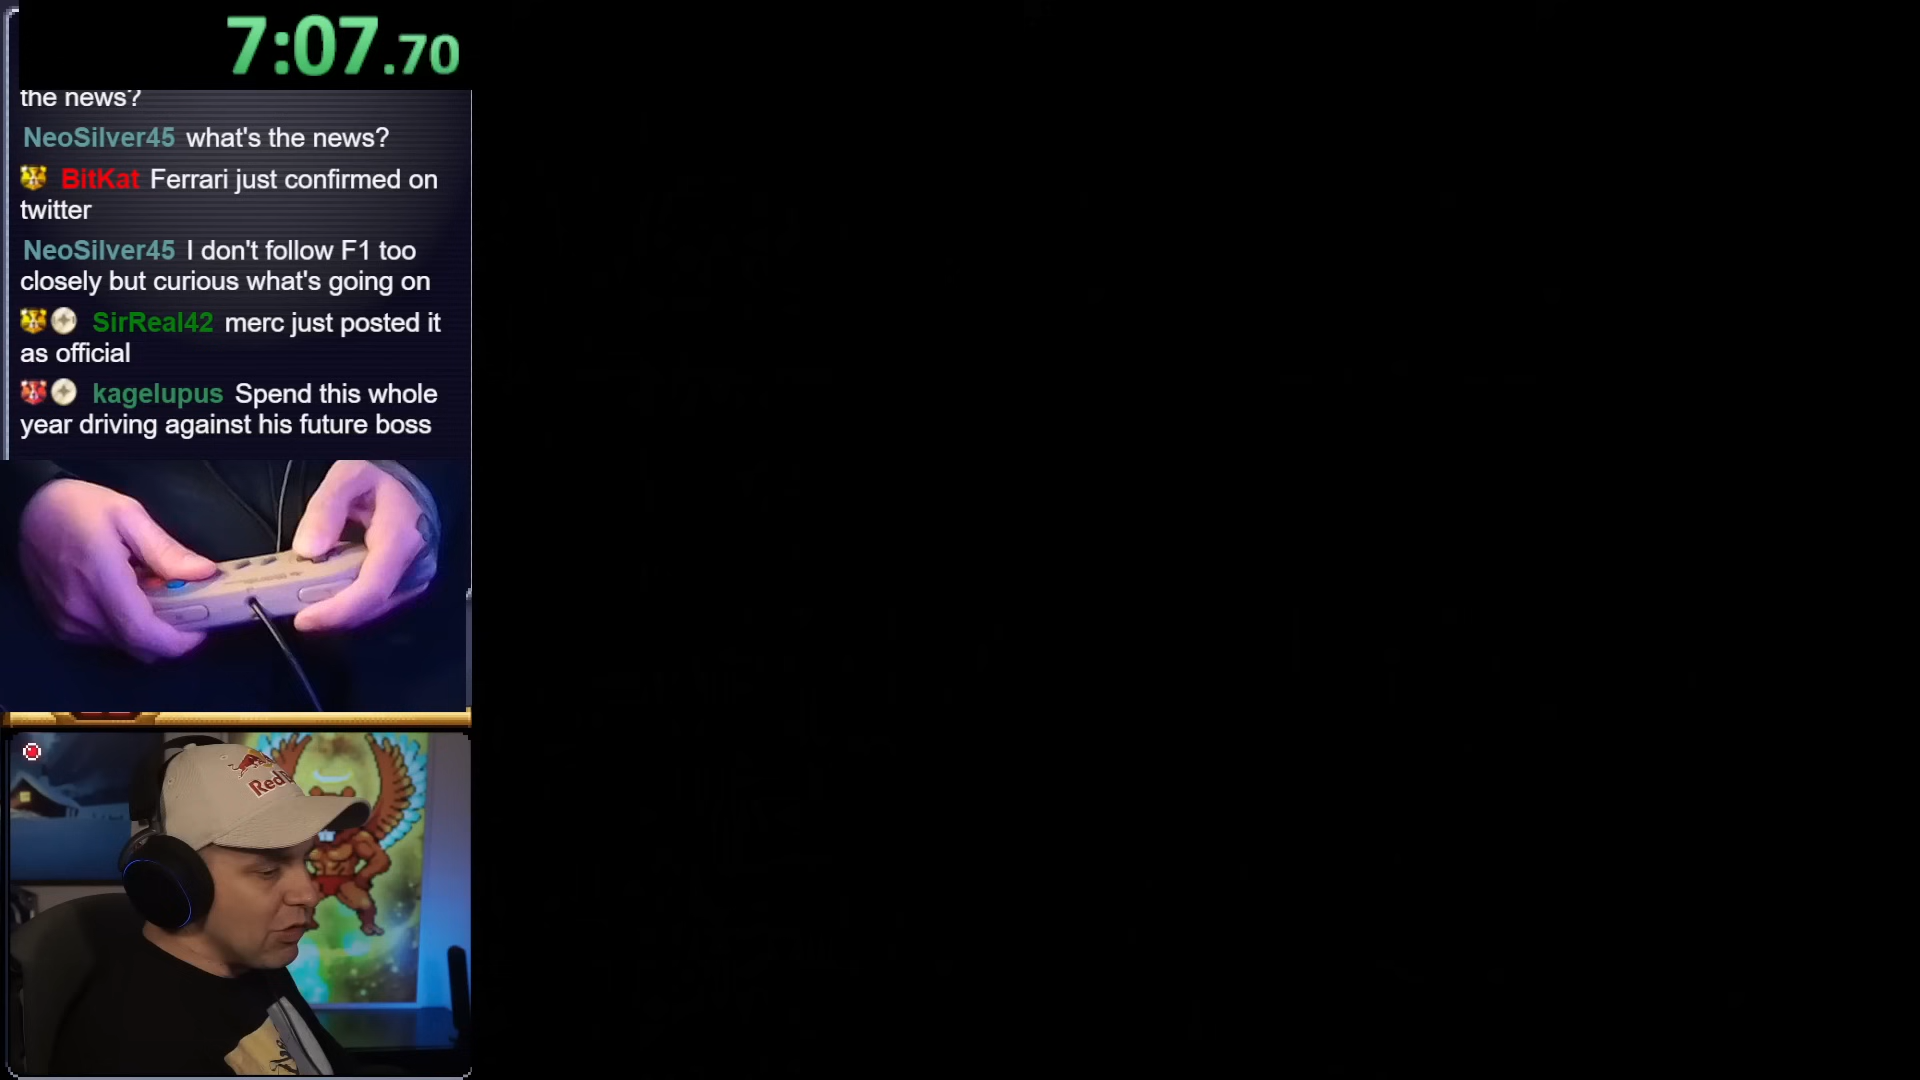 7:07.70
the news?
NeoSilver45 what's the news?
BitKat Ferrari just confirmed on
twitter
NeoSilver45 I don't follow F1 too
closely but curious what's going on
SirReal42 merc just posted it
as official
kagelupus Spend this whole
year driving against his future boss